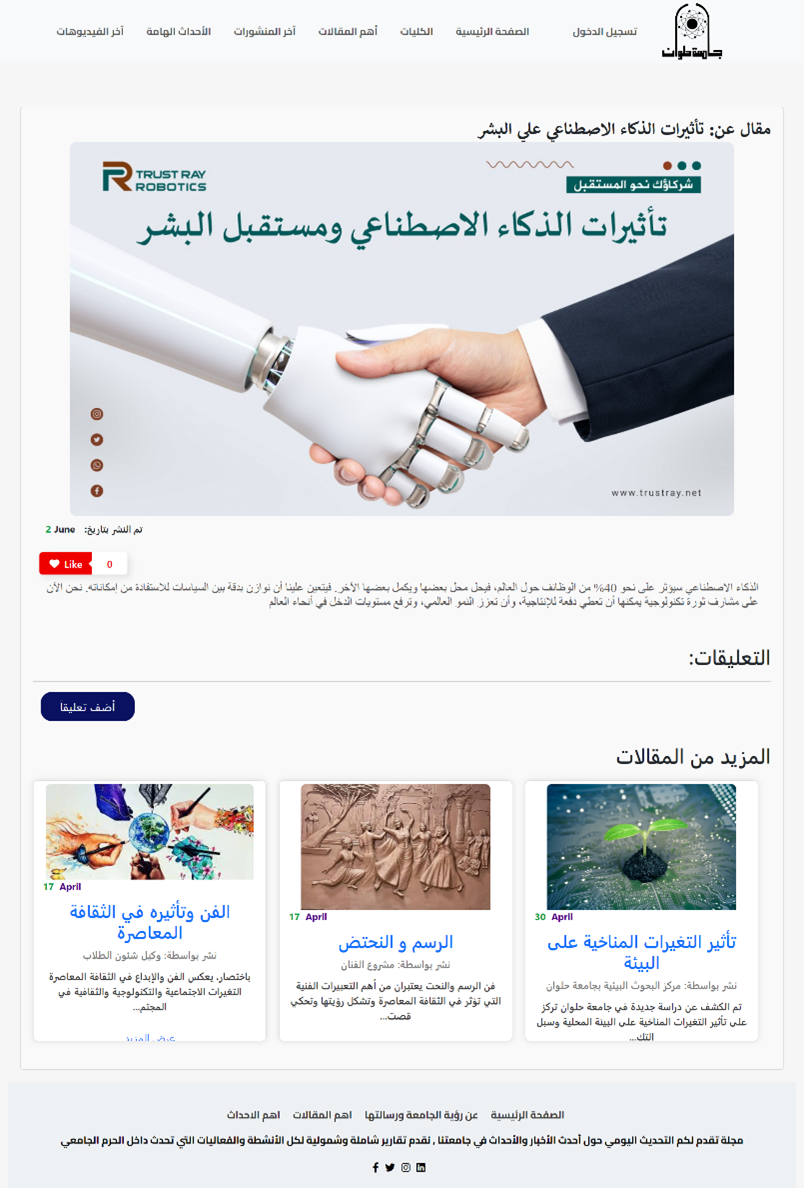 جامعة حلوان
تسجيل الدخول
الصفحة الرئيسية
الكليات
أهم المقالات
آخر المنشورات
الأحداث الهامة
آخر الفيديوهات
مقال عن: تأثيرات الذكاء الاصطناعي علي البشر
TRUST RAY
ROBOTICS
شركاؤك نحو المستقبل
تأثيرات الذكاء الاصطناعي ومستقبل البشر
www.trustray.net
تم النشر بتاريخ: 2 June
Like 0
الذكاء الاصطناعي سيؤثر على نحو 40% من الوظائف حول العالم، فيحل محل بعضها ويكمل بعضها الآخر. فيتعين علينا أن نوازن بدقة بين السياسات للاستفادة من إمكاناته. نحن الآن
على مشارف ثورة تكنولوجية يمكنها أن تعطي دفعة للإنتاجية، وأن تعزز النمو العالمي، وترفع مستويات الدخل في أنحاء العالم
التعليقات:
أضف تعليقا
المزيد من المقالات
30 April
تأثير التغيرات المناخية على
البيئة
نشر بواسطة: مركز البحوث البيئية بجامعة حلوان
تم الكشف عن دراسة جديدة في جامعة حلوان تركز
على تأثير التغيرات المناخية على البيئة المحلية وسبل
التك...
17 April
الرسم و النحتض
نشر بواسطة: مشروع الفنان
فن الرسم والنحت يعتبران من أهم التعبيرات الفنية
التي تؤثر في الثقافة المعاصرة وتشكل رؤيتها وتحكي
قصت...
17 April
الفن وتأثيره في الثقافة
المعاصرة
نشر بواسطة: وكيل شئون الطلاب
باختصار، يعكس الفن والإبداع في الثقافة المعاصرة
التغيرات الاجتماعية والتكنولوجية والثقافية في
المجتم...
عرض المزيد
الصفحة الرئيسية
عن رؤية الجامعة ورسالتها
اهم المقالات
اهم الاحداث
مجلة تقدم لكم التحديث اليومي حول أحدث الأخبار والأحداث في جامعتنا , نقدم تقارير شاملة وشمولية لكل الأنشطة والفعاليات التي تحدث داخل الحرم الجامعي